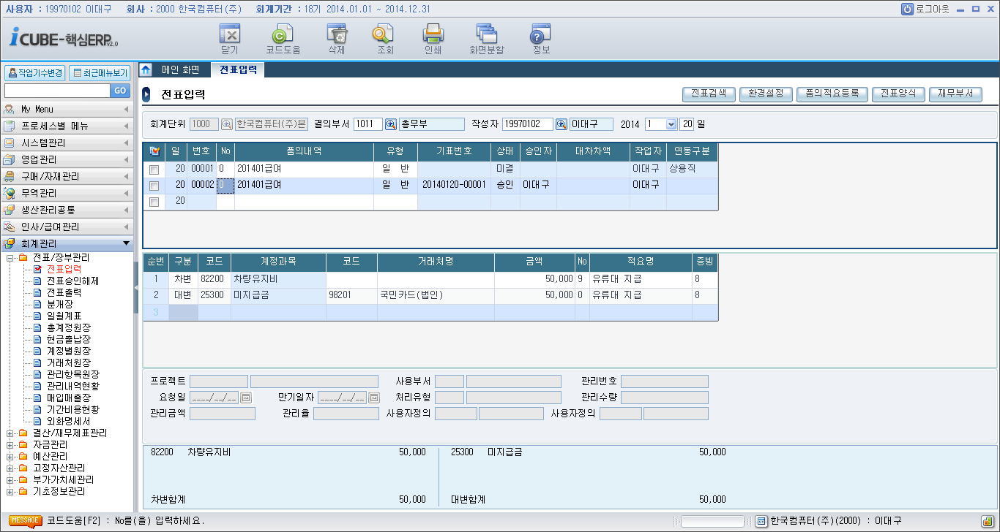 사용자 : 19970102 이대구 회사 : 2000 한국컴퓨터(주) 회계기간 : 18기 2014.01.01 ~ 2014.12.31 로그아웃
iCUBE-핵심ERP v2.0
닫기 코드도움 삭제 조회 인쇄 화면분할 정보
작업기수변경 최근메뉴보기
GO
My Menu
프로세스별 메뉴
시스템관리
영업관리
구매/자재관리
무역관리
생산관리공통
인사/급여관리
회계관리
전표/장부관리
전표입력
전표승인해제
전표출력
분개장
일월계표
총계정원장
현금출납장
계정별원장
거래처원장
관리항목원장
관리내역현황
매입매출장
기간비용현황
외화명세서
결산/재무제표관리
자금관리
예산관리
고정자산관리
부가가치세관리
기초정보관리
메인 화면 전표입력
전표입력 전표검색 환경설정 품의적요등록 전표양식 재무부서
회계단위 1000 한국컴퓨터(주)본 결의부서 1011 총무부 작성자 19970102 이대구 2014 1 20 일
일 번호 No 품의내역 유형 기표번호 상태 승인자 대차차액 작업자 연동구분
20 00001 0 201401급여 일 반 미결 이대구 상용직
20 00002 0 201401급여 일 반 20140120-00001 승인 이대구 이대구
20
순번 구분 코드 계정과목 코드 거래처명 금액 No 적요명 증빙
1 차변 82200 차량유지비 50,000 9 유류대 지급 8
2 대변 25300 미지급금 98201 국민카드(법인) 50,000 0 유류대 지급 8
3
프로젝트 사용부서 관리번호
요청일 ____/__/__ 만기일자 ____/__/__ 처리유형 관리수량
관리금액 관리율 사용자정의 사용자정의
82200 차량유지비 50,000 25300 미지급금 50,000
차변합계 50,000 대변합계 50,000
MESSAGE 코드도움[F2] : No를(을) 입력하세요. 한국컴퓨터(주)(2000) : 이대구